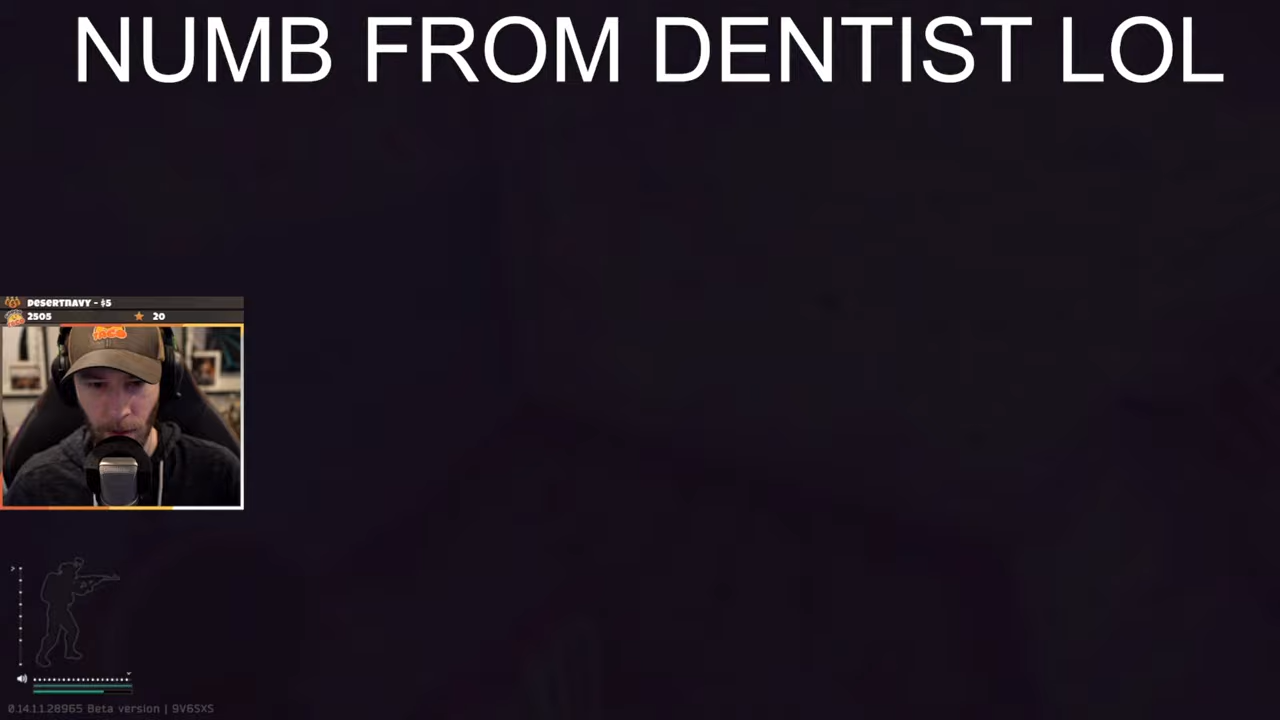 NUMB FROM DENTIST LOL
DESERTNAVY - $5
2505 20
0.14.1.1.28965 Beta version | 9V6SXS